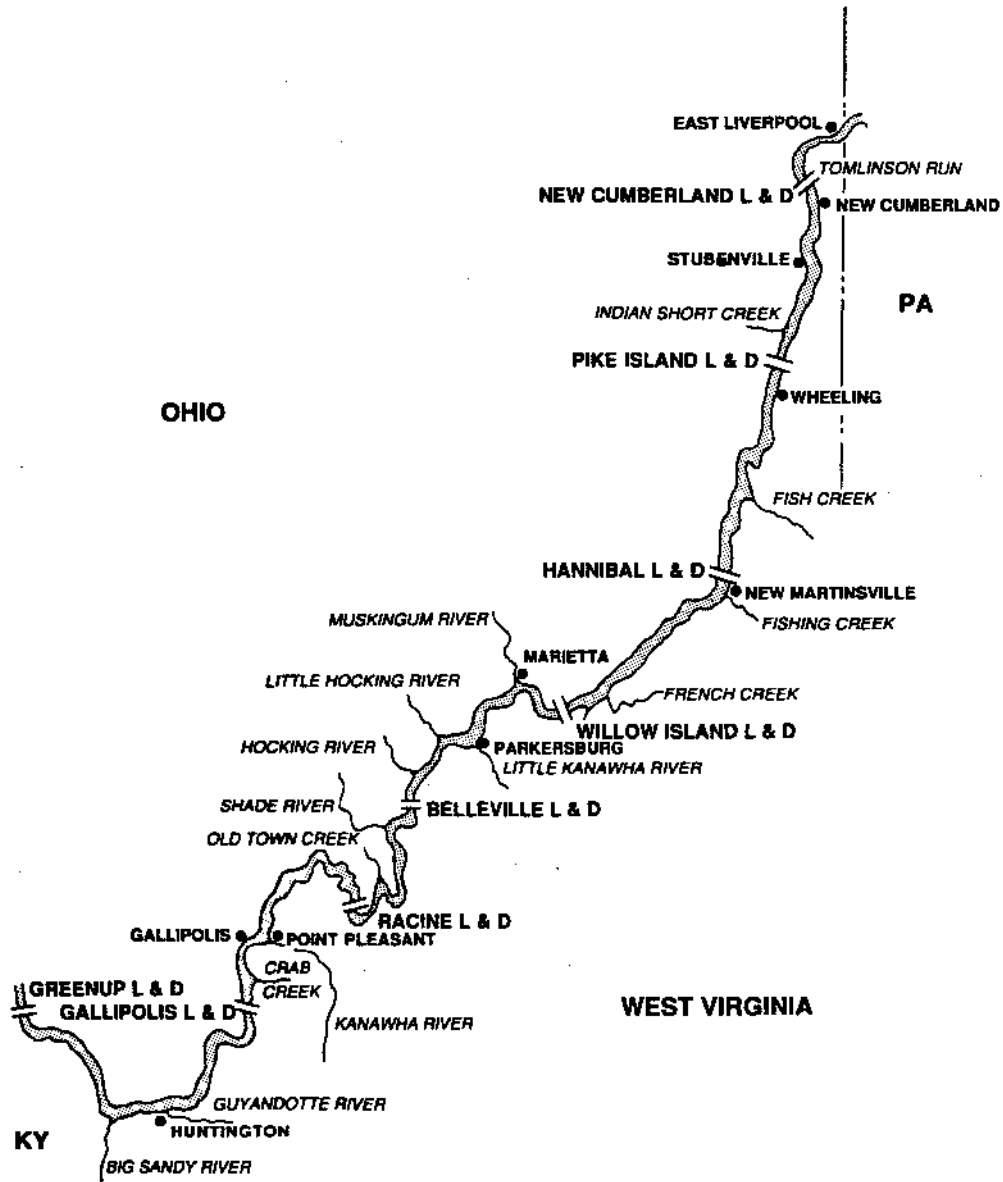 EAST LIVERPOOL
TOMLINSON RUN
NEW CUMBERLAND L & D
NEW CUMBERLAND
STUBENVILLE
PA
INDIAN SHORT CREEK
PIKE ISLAND L & D
WHEELING
OHIO
FISH CREEK
HANNIBAL L & D
NEW MARTINSVILLE
MUSKINGUM RIVER
FISHING CREEK
MARIETTA
LITTLE HOCKING RIVER
FRENCH CREEK
WILLOW ISLAND L & D
HOCKING RIVER
PARKERSBURG
LITTLE KANAWHA RIVER
SHADE RIVER
BELLEVILLE L & D
OLD TOWN CREEK
RACINE L & D
GALLIPOLIS
POINT PLEASANT
CRAB
CREEK
GREENUP L & D
GALLIPOLIS L & D
WEST VIRGINIA
KANAWHA RIVER
GUYANDOTTE RIVER
HUNTINGTON
KY
BIG SANDY RIVER